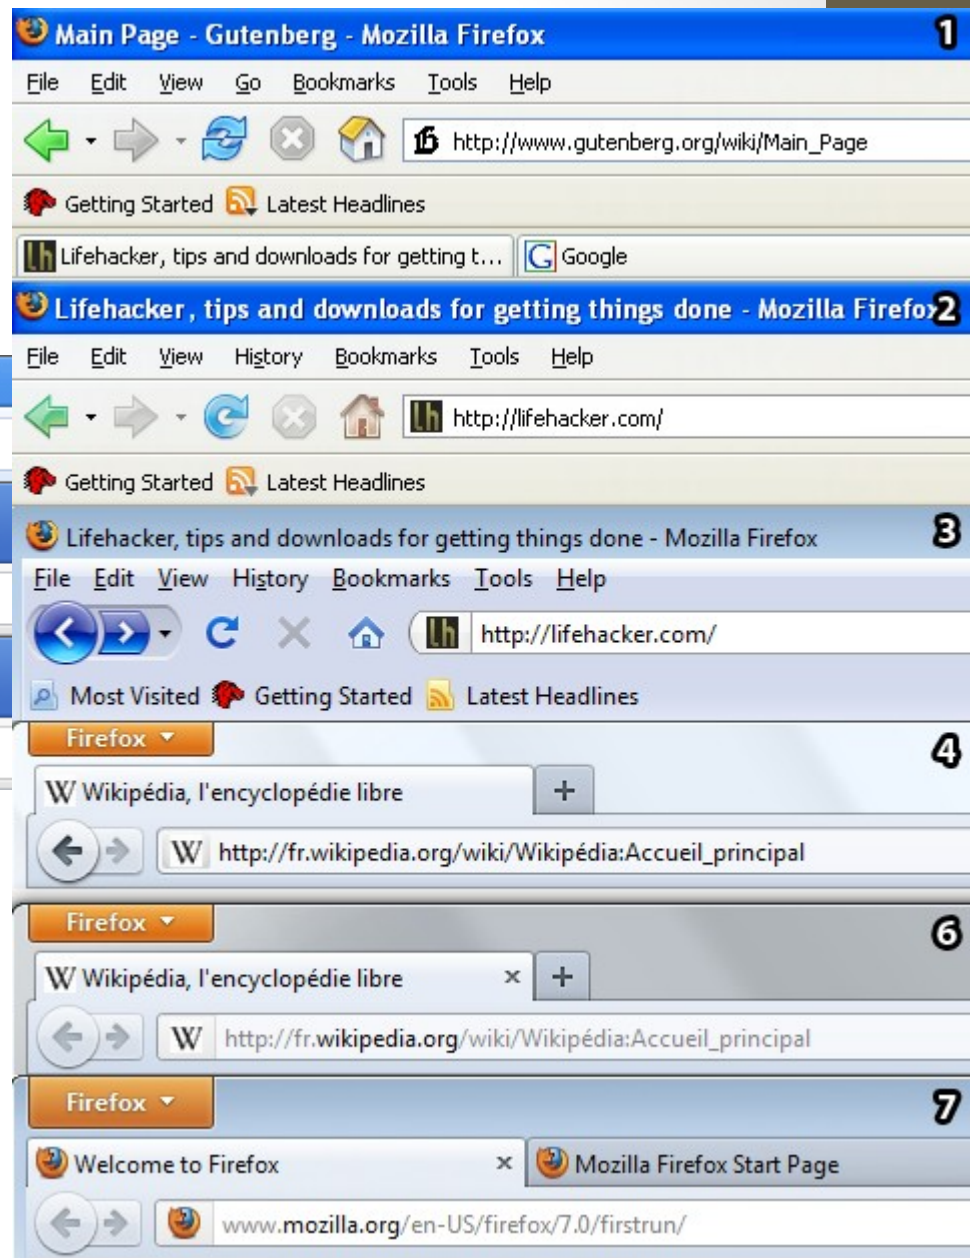 Main Page - Gutenberg - Mozilla Firefox 1
File Edit View Go Bookmarks Tools Help
http://www.gutenberg.org/wiki/Main_Page
Getting Started Latest Headlines
lh Lifehacker, tips and downloads for getting t... G Google
Lifehacker, tips and downloads for getting things done - Mozilla Firefox 2
File Edit View History Bookmarks Tools Help
lh http://lifehacker.com/
Getting Started Latest Headlines
Lifehacker, tips and downloads for getting things done - Mozilla Firefox 3
File Edit View History Bookmarks Tools Help
lh http://lifehacker.com/
Most Visited Getting Started Latest Headlines
Firefox 4
W Wikipédia, l'encyclopédie libre +
W http://fr.wikipedia.org/wiki/Wikipédia:Accueil_principal
Firefox 6
W Wikipédia, l'encyclopédie libre × +
W http://fr.wikipedia.org/wiki/Wikipédia:Accueil_principal
Firefox 7
Welcome to Firefox × Mozilla Firefox Start Page
www.mozilla.org/en-US/firefox/7.0/firstrun/